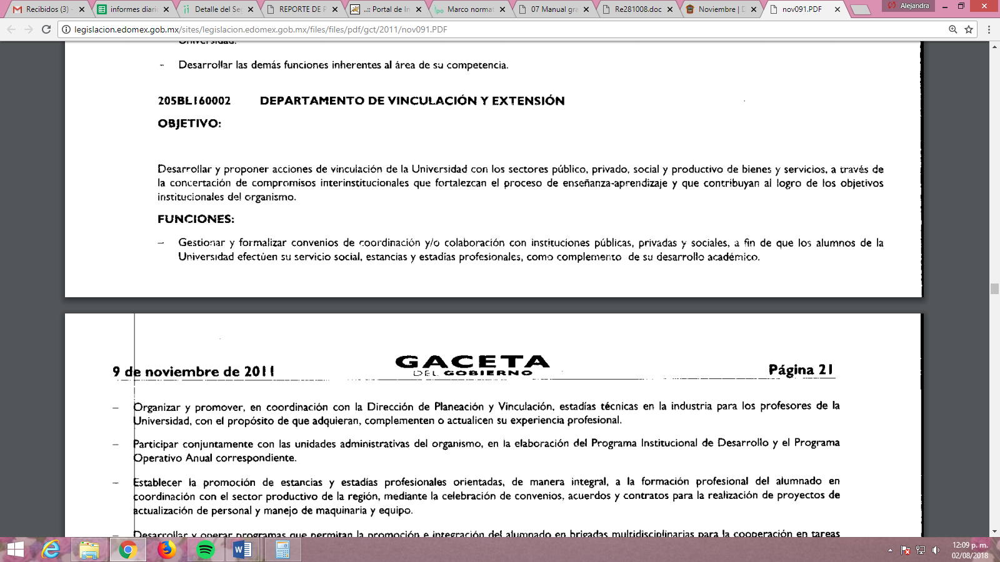 Recibidos (3) -
informes diari
Detalle del Se
REPORTE DE P
..:: Portal de In
Marco normat
07 Manual gra
Re281008.doc
Noviembre | D
nov091.PDF
Alejandra
legislacion.edomex.gob.mx/sites/legislacion.edomex.gob.mx/files/files/pdf/gct/2011/nov091.PDF
Universidad.
- Desarrollar las demás funciones inherentes al área de su competencia.
205BL160002 DEPARTAMENTO DE VINCULACIÓN Y EXTENSIÓN
OBJETIVO:
Desarrollar y proponer acciones de vinculación de la Universidad con los sectores público, privado, social y productivo de bienes y servicios, a través de
la concertación de compromisos interinstitucionales que fortalezcan el proceso de enseñanza-aprendizaje y que contribuyan al logro de los objetivos
institucionales del organismo.
FUNCIONES:
– Gestionar y formalizar convenios de coordinación y/o colaboración con instituciones públicas, privadas y sociales, a fin de que los alumnos de la
Universidad efectúen su servicio social, estancias y estadías profesionales, como complemento de su desarrollo académico.
9 de noviembre de 2011
GACETA
DEL GOBIERNO
Página 21
– Organizar y promover, en coordinación con la Dirección de Planeación y Vinculación, estadías técnicas en la industria para los profesores de la
Universidad, con el propósito de que adquieran, complementen o actualicen su experiencia profesional.
– Participar conjuntamente con las unidades administrativas del organismo, en la elaboración del Programa Institucional de Desarrollo y el Programa
Operativo Anual correspondiente.
– Establecer la promoción de estancias y estadías profesionales orientadas, de manera integral, a la formación profesional del alumnado en
coordinación con el sector productivo de la región, mediante la celebración de convenios, acuerdos y contratos para la realización de proyectos de
actualización de personal y manejo de maquinaria y equipo.
– Desarrollar y operar programas que permitan la promoción e integración del alumnado en brigadas multidisciplinarias para la cooperación en tareas
12:09 p. m.
02/08/2018